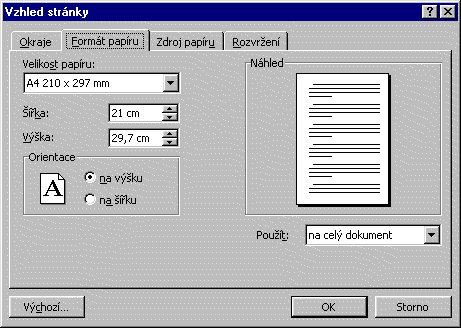 Vzhled stránky
Okraje Formát papíru Zdroj papíru Rozvržení
Velikost papíru:
A4 210 x 297 mm
Šířka: 21 cm
Výška: 29,7 cm
Orientace
A
na výšku
na šířku
Náhled
Použít: na celý dokument
Výchozí... OK Storno